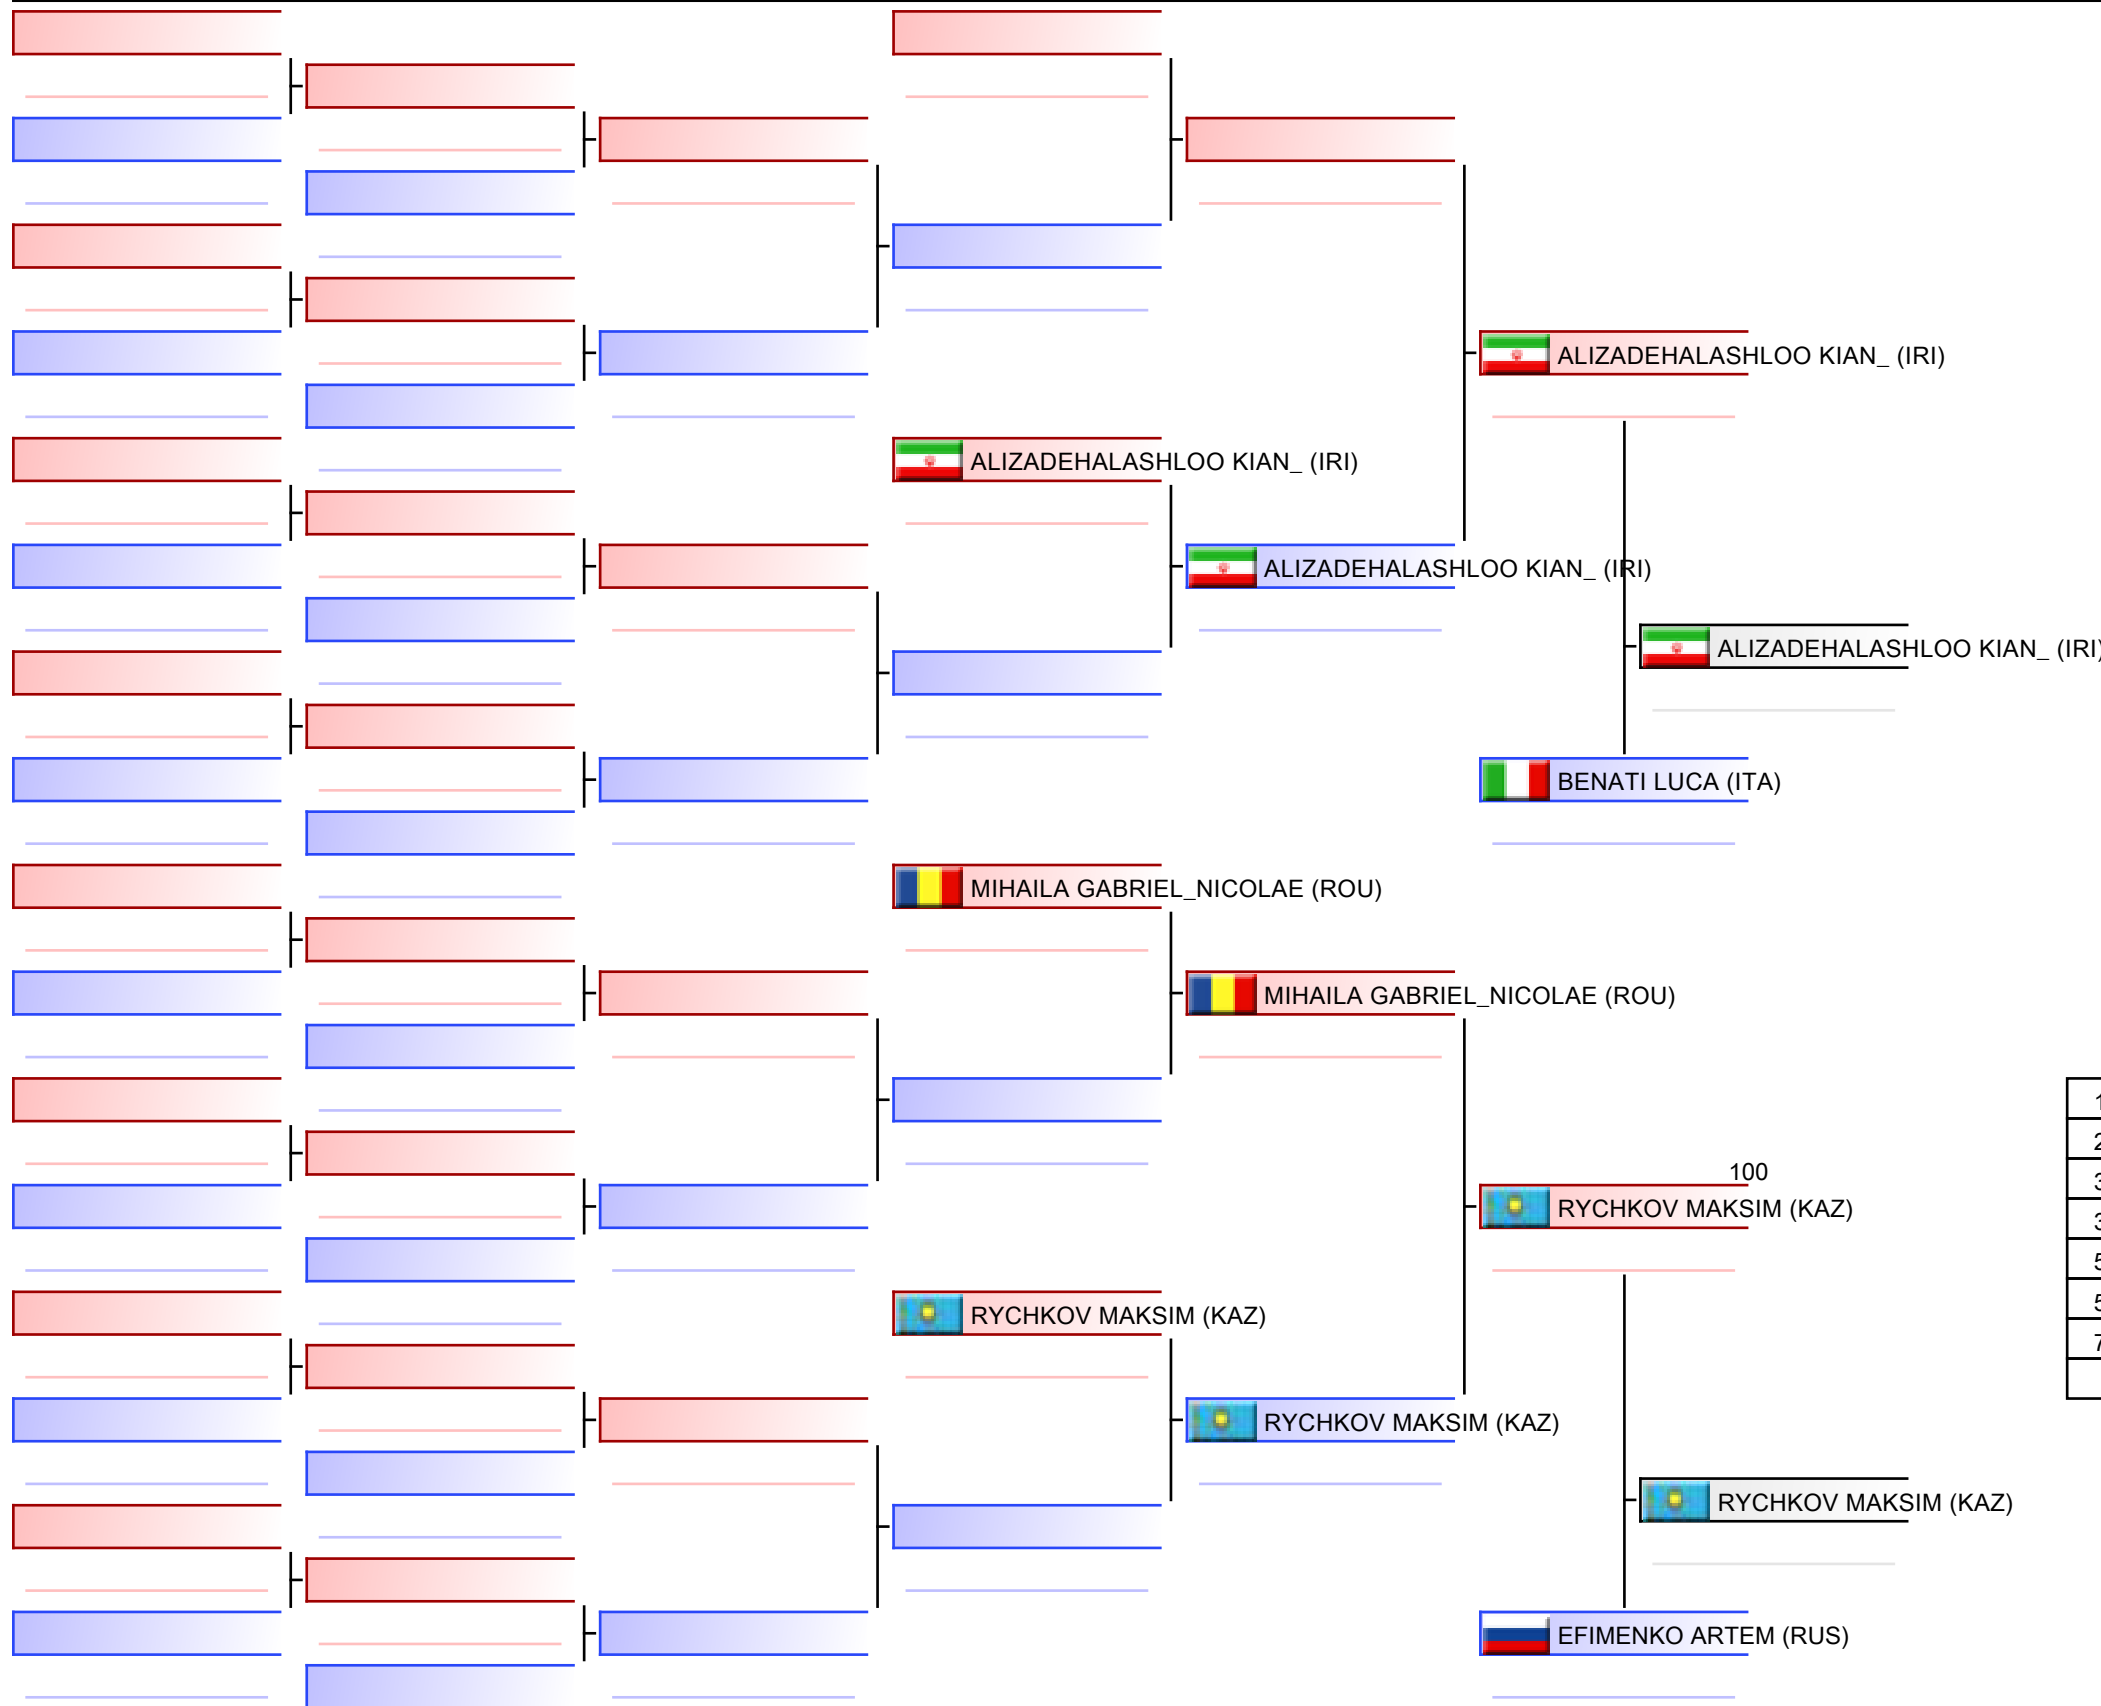 ALIZADEHALASHLOO KIAN_ (IRI)
ALIZADEHALASHLOO KIAN_ (IRI)
ALIZADEHALASHLOO KIAN_ (IRI)
ALIZADEHALASHLOO KIAN_ (IRI)
BENATI LUCA (ITA)
MIHAILA GABRIEL_NICOLAE (ROU)
MIHAILA GABRIEL_NICOLAE (ROU)
100
RYCHKOV MAKSIM (KAZ)
RYCHKOV MAKSIM (KAZ)
RYCHKOV MAKSIM (KAZ)
RYCHKOV MAKSIM (KAZ)
EFIMENKO ARTEM (RUS)